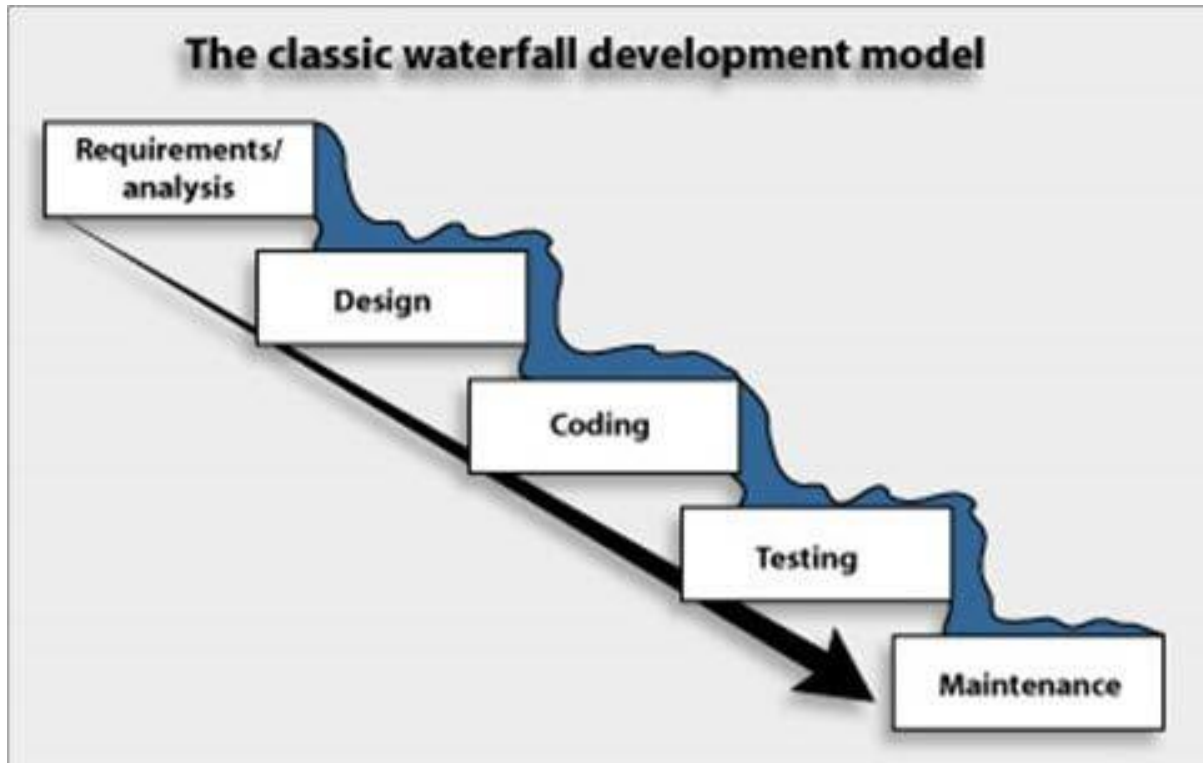 The classic waterfall development model
Requirements/
analysis
Design
Coding
Testing
Maintenance